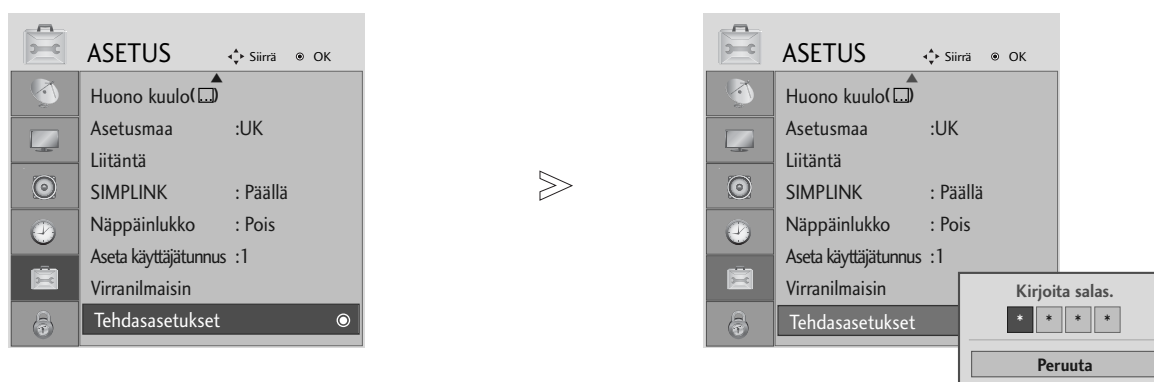 ASETUS Siirrä OK
Huono kuulo( )
Asetusmaa :UK
Liitäntä
SIMPLINK : Päällä
Näppäinlukko : Pois
Aseta käyttäjätunnus :1
Virranilmaisin
Tehdasasetukset
ASETUS Siirrä OK
Huono kuulo( )
Asetusmaa :UK
Liitäntä
SIMPLINK : Päällä
Näppäinlukko : Pois
Aseta käyttäjätunnus :1
Virranilmaisin
Tehdasasetukset
Kirjoita salas.
* * * *
Peruuta